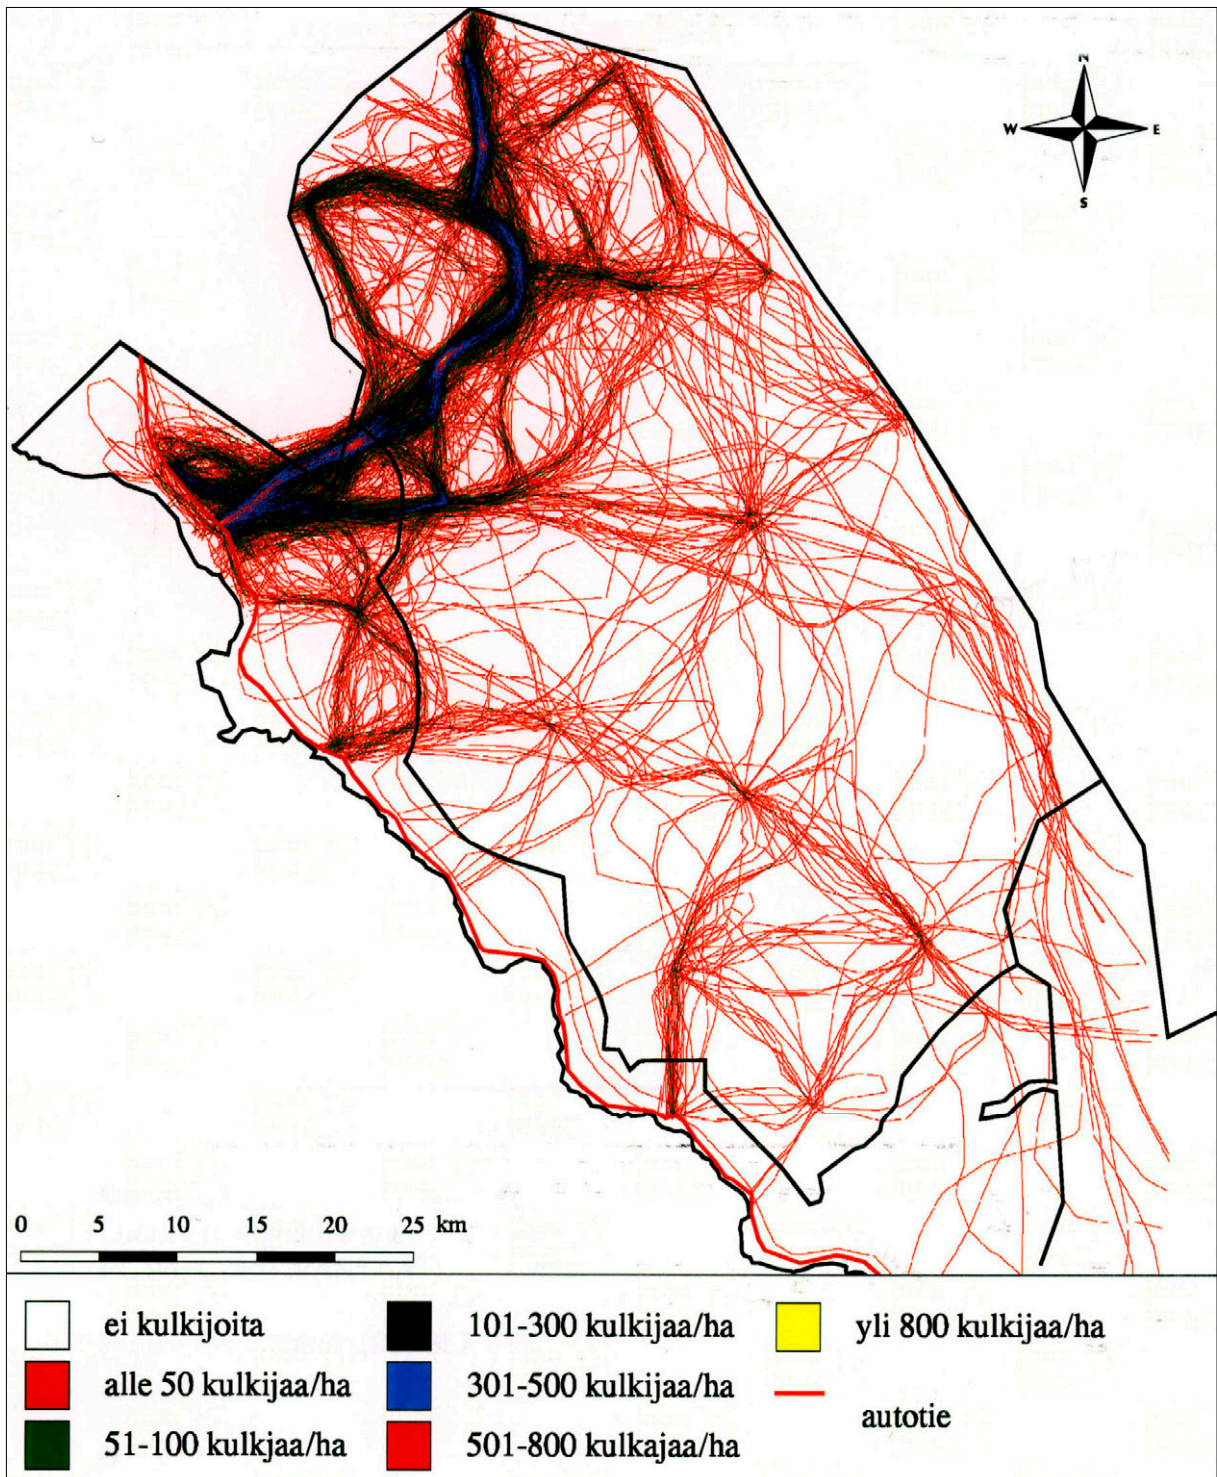 N
W E
S
0 5 10 15 20 25 km
ei kulkijoita
alle 50 kulkijaa/ha
51-100 kulkjaa/ha
101-300 kulkijaa/ha
301-500 kulkijaa/ha
501-800 kulkajaa/ha
yli 800 kulkijaa/ha
autotie